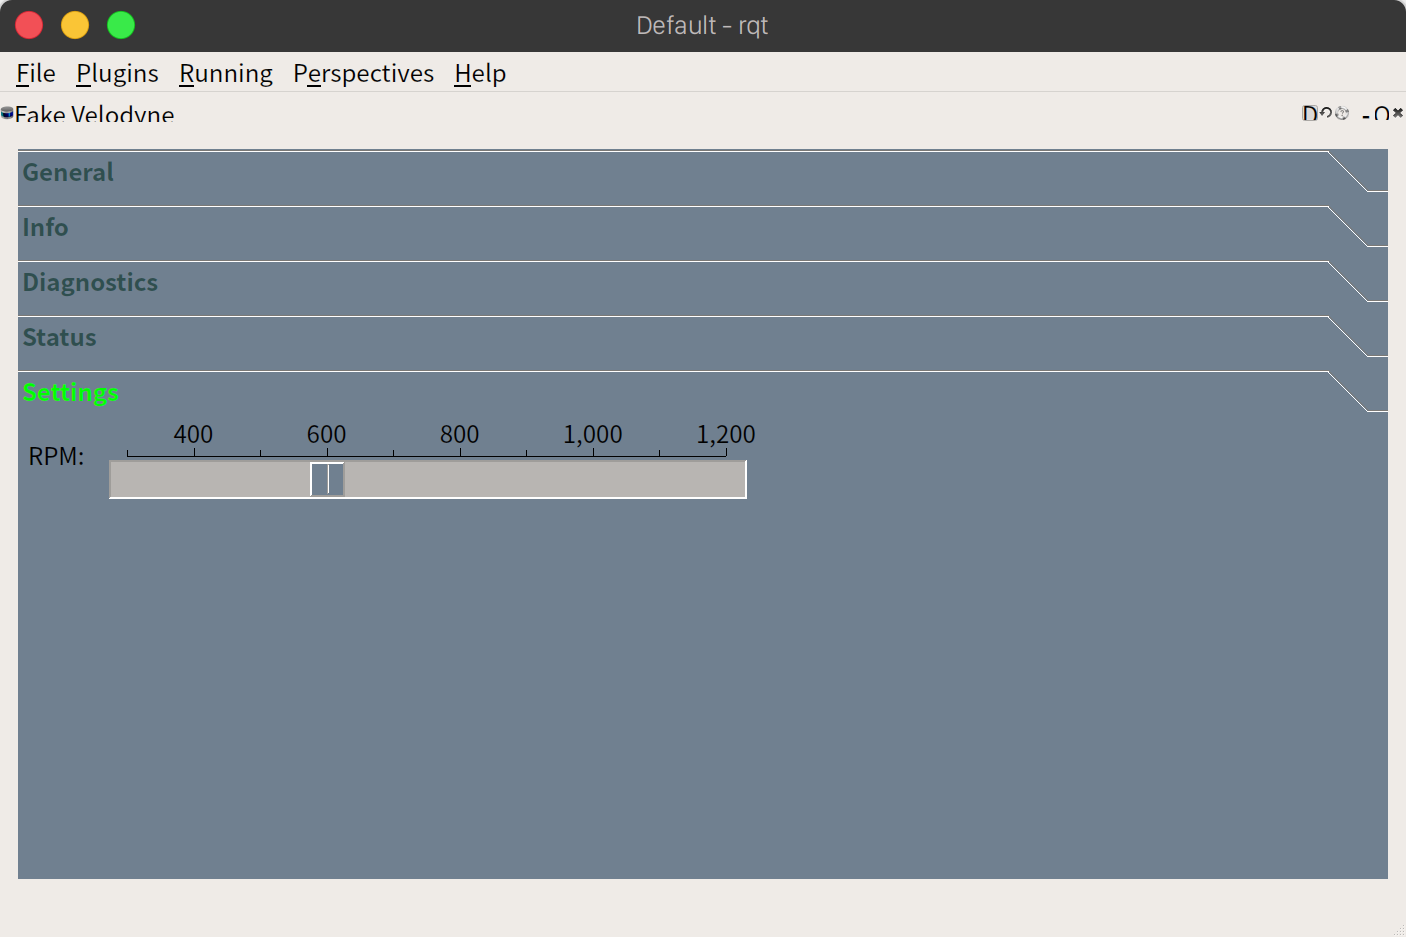 Default - rqt
File Plugins Running Perspectives Help
Fake Velodyne D - O
General
Info
Diagnostics
Status
Settings
400 600 800 1,000 1,200
RPM: